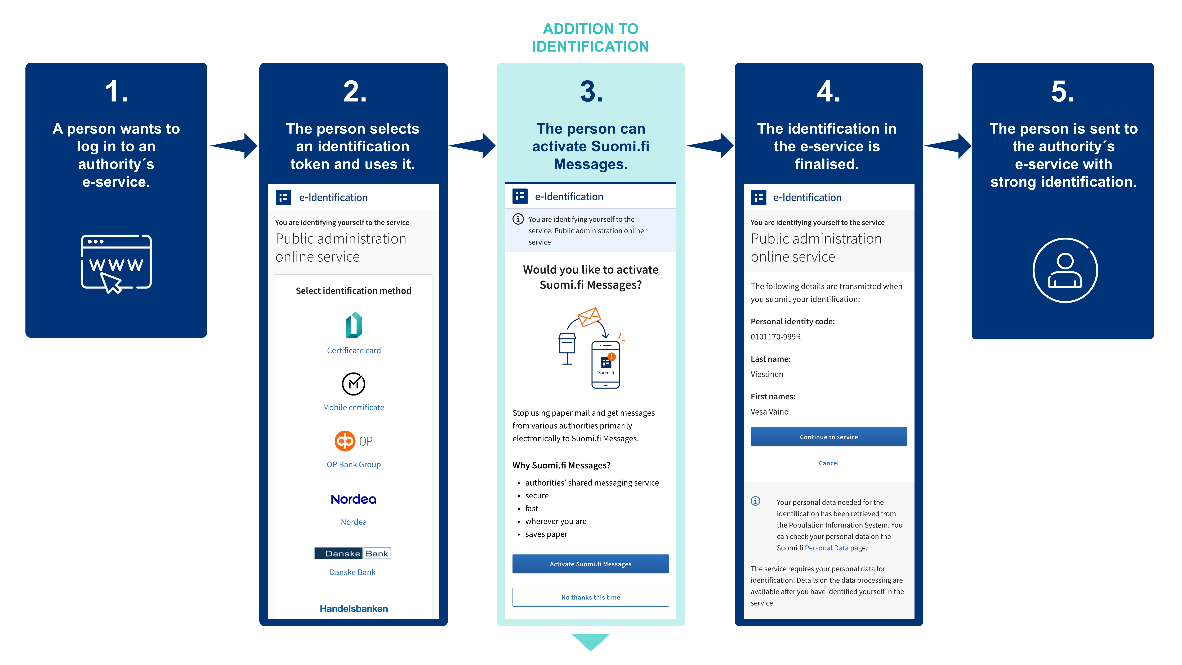 ADDITION TO
IDENTIFICATION
1.
A person wants to
log in to an
authority´s
e-service.
WWW
2.
The person selects
an identification
token and uses it.
e-Identification
You are identifying yourself to the service
Public administration
online service
Select identification method
Certificate card
M
Mobile certificate
OP
OP Bank Group
Nordea
Nordea
Danske Bank
Danske Bank
Handelsbanken
3.
The person can
activate Suomi.fi
Messages.
e-Identification
You are identifying yourself to the
service: Public administration online
service
Would you like to activate
Suomi.fi Messages?
Suomi.fi
Stop using paper mail and get messages
from various authorities primarily
electronically to Suomi.fi Messages.
Why Suomi.fi Messages?
• authorities' shared messaging service
• secure
• fast
• wherever you are
• saves paper
Activate Suomi.fi Messages
No thanks this time
4.
The identification in
the e-service is
finalised.
e-Identification
You are identifying yourself to the service
Public administration
online service
The following details are transmitted when
you submit your identification:
Personal identity code:
0101170-999R
Last name:
Viestinen
First names:
Vesa Väinö
Continue to service
Cancel
Your personal data needed for the
identification has been retrieved from
the Population Information System. You
can check your personal data on the
Suomi.fi Personal Data page.
The service requires your personal data for
identification. Details on the data processing are
available after you have identified yourself in the
service
5.
The person is sent to
the authority´s
e-service with
strong identification.